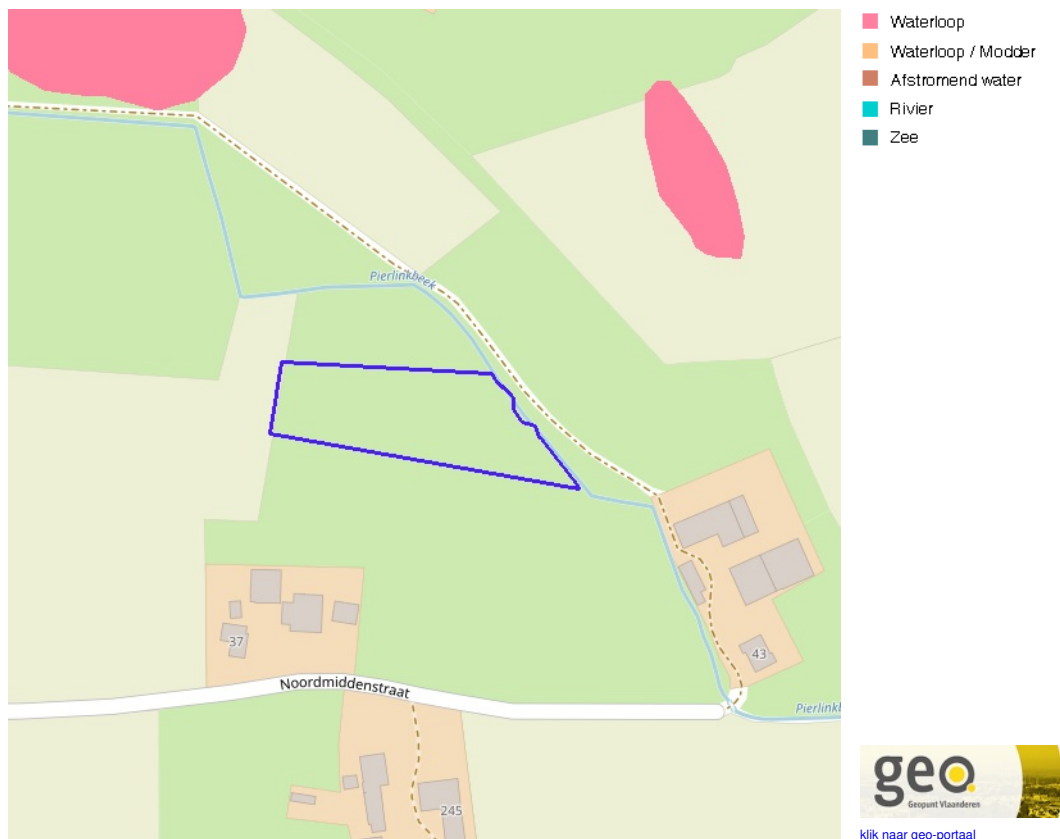 Waterloop
Waterloop / Modder
Afstromend water
Rivier
Zee
Pierlinkbeek
37
43
Noordmiddenstraat
Pierlinkb
245
geo.
Geopunt Vlaanderen
klik naar geo-portaal